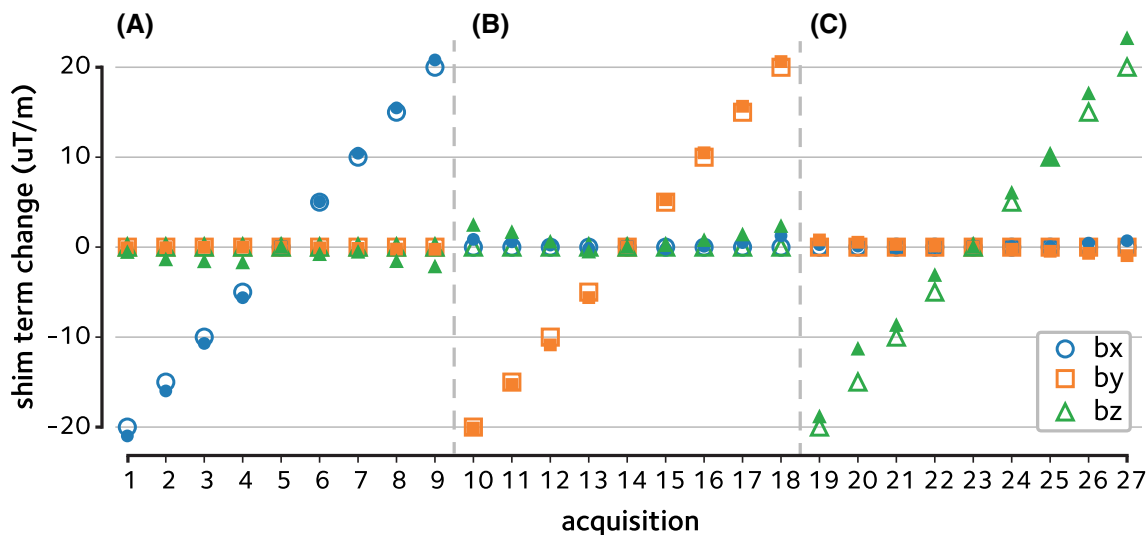 (A) (B) (C)
shim term change (uT/m)
20
10
0
-10
-20
bx
by
bz
1 2 3 4 5 6 7 8 9 10 11 12 13 14 15 16 17 18 19 20 21 22 23 24 25 26 27
acquisition